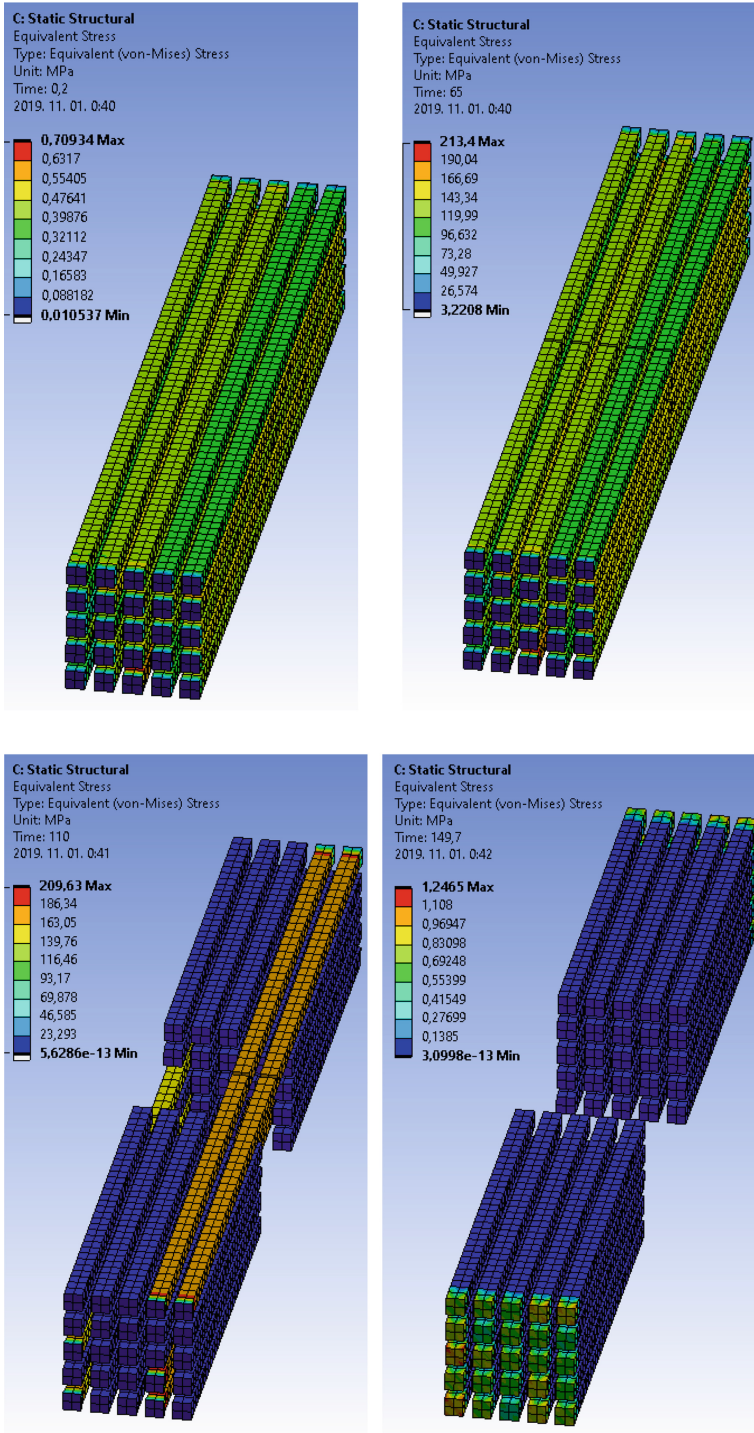 C: Static Structural
Equivalent Stress
Type: Equivalent (von-Mises) Stress
Unit: MPa
Time: 0,2
2019. 11. 01. 0:40
0,70934 Max
0,6317
0,55405
0,47641
0,39876
0,32112
0,24347
0,16583
0,088182
0,010537 Min
C: Static Structural
Equivalent Stress
Type: Equivalent (von-Mises) Stress
Unit: MPa
Time: 65
2019. 11. 01. 0:40
213,4 Max
190,04
166,69
143,34
119,99
96,632
73,28
49,927
26,574
3,2208 Min
C: Static Structural
Equivalent Stress
Type: Equivalent (von-Mises) Stress
Unit: MPa
Time: 110
2019. 11. 01. 0:41
209,63 Max
186,34
163,05
139,76
116,46
93,17
69,878
46,585
23,293
5,6286e-13 Min
C: Static Structural
Equivalent Stress
Type: Equivalent (von-Mises) Stress
Unit: MPa
Time: 149,7
2019. 11. 01. 0:42
1,2465 Max
1,108
0,96947
0,83098
0,69248
0,55399
0,41549
0,27699
0,1385
3,0998e-13 Min